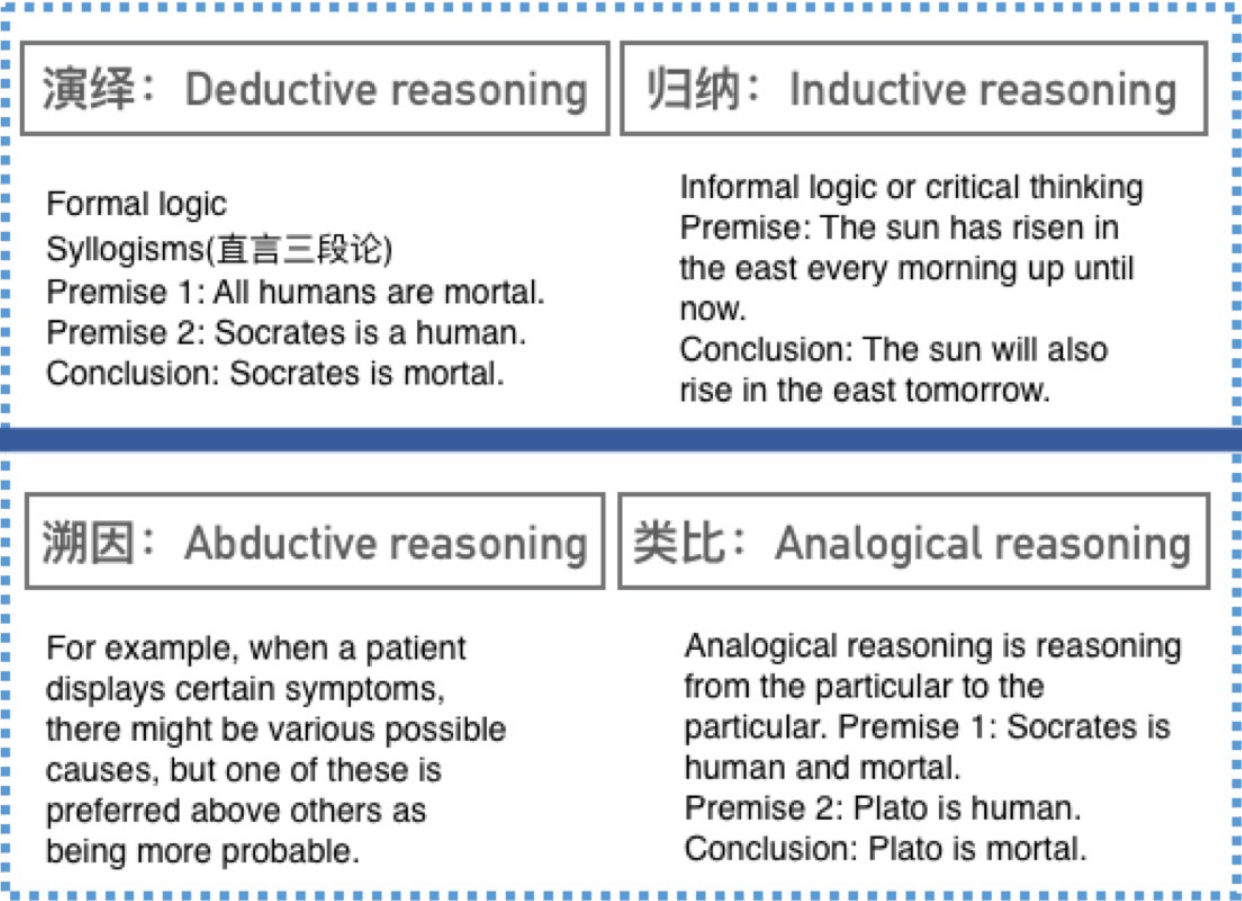 演绎：Deductive reasoning
Formal logic
Syllogisms(直言三段论)
Premise 1: All humans are mortal.
Premise 2: Socrates is a human.
Conclusion: Socrates is mortal.
归纳：Inductive reasoning
Informal logic or critical thinking
Premise: The sun has risen in
the east every morning up until
now.
Conclusion: The sun will also
rise in the east tomorrow.
溯因：Abductive reasoning
For example, when a patient
displays certain symptoms,
there might be various possible
causes, but one of these is
preferred above others as
being more probable.
类比：Analogical reasoning
Analogical reasoning is reasoning
from the particular to the
particular. Premise 1: Socrates is
human and mortal.
Premise 2: Plato is human.
Conclusion: Plato is mortal.